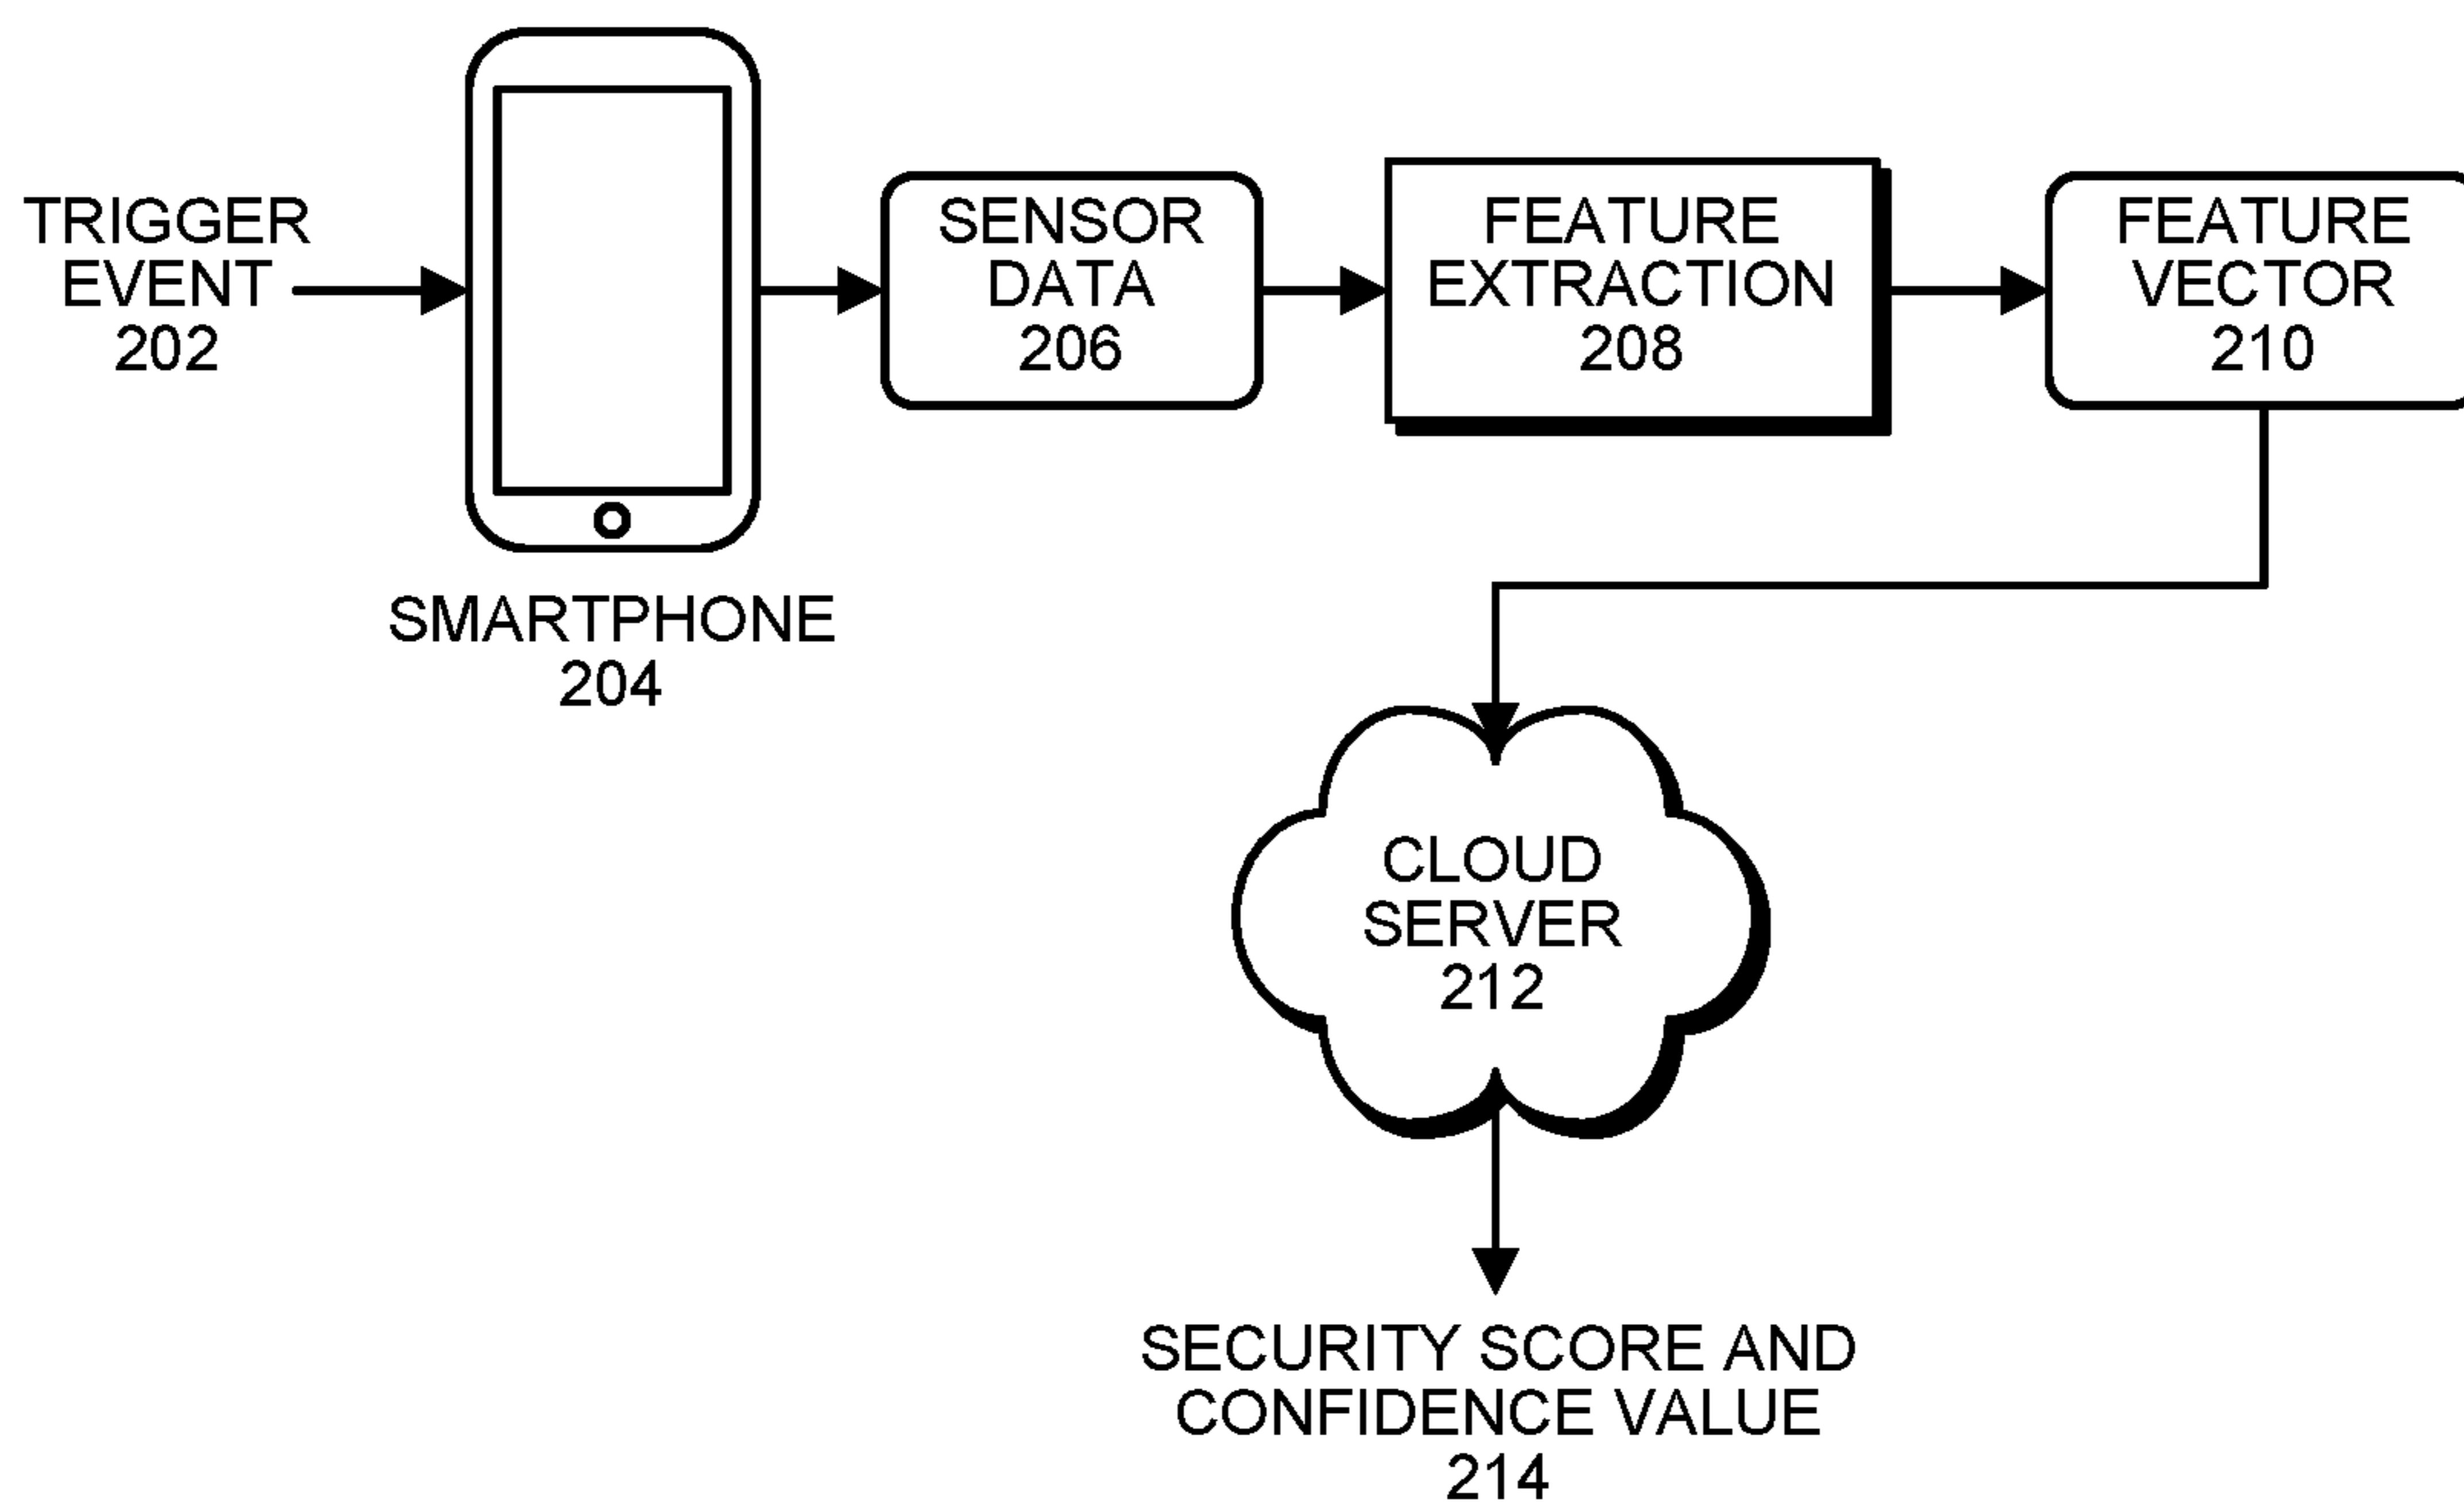 TRIGGER
EVENT
202
SMARTPHONE
204
SENSOR
DATA
206
FEATURE
EXTRACTION
208
FEATURE
VECTOR
210
CLOUD
SERVER
212
SECURITY SCORE AND
CONFIDENCE VALUE
214